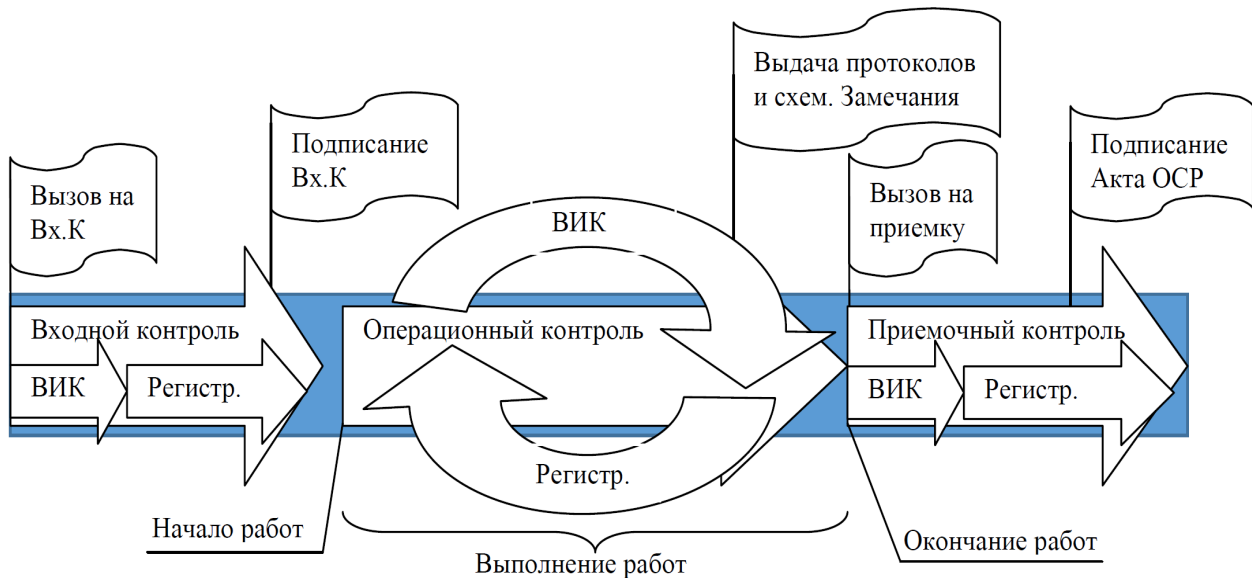 Выдача протоколов
и схем. Замечания
Подписание
Вх.К
Подписание
Акта ОСР
Вызов на
Вх.К
Вызов на
приемку
ВИК
Входной контроль
Операционный контроль
Приемочный контроль
ВИК
Регистр.
ВИК
Регистр.
Регистр.
Начало работ
Выполнение работ
Окончание работ